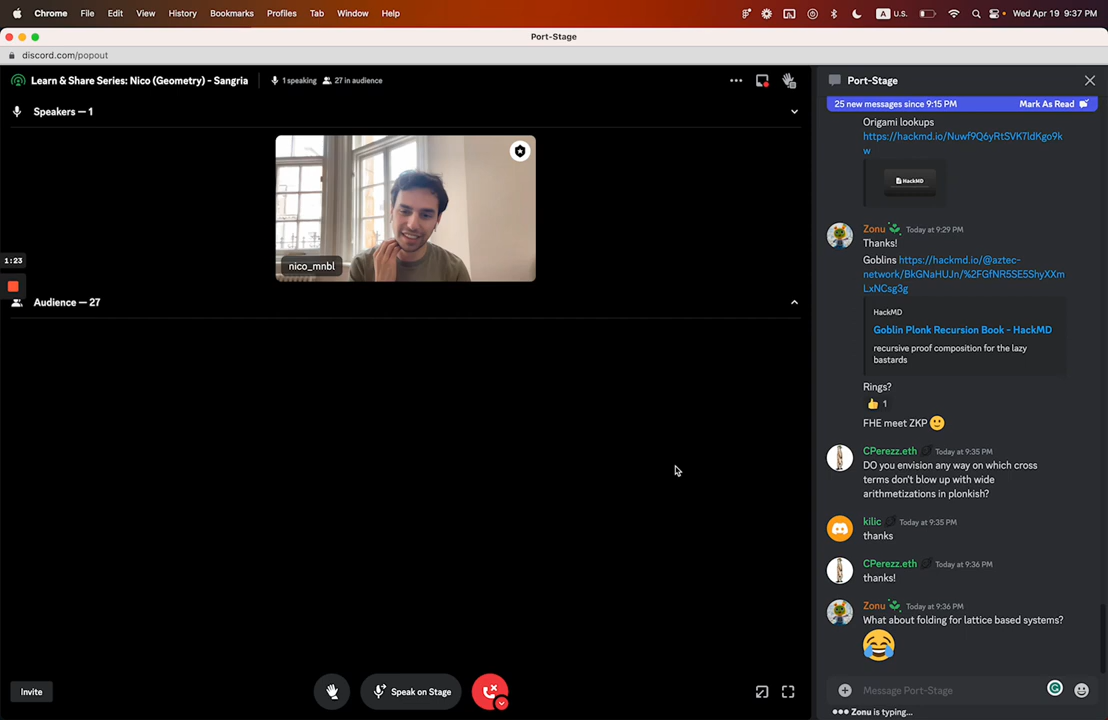 Chrome File Edit View History Bookmarks Profiles Tab Window Help
A U.S. Wed Apr 19 9:37 PM
Port-Stage
discord.com/popout
Learn & Share Series: Nico (Geometry) - Sangria 1 speaking 27 in audience
Speakers — 1
nico_mnbl
1:23
Audience — 27
Invite
Speak on Stage
Port-Stage
25 new messages since 9:15 PM Mark As Read
Origami lookups
https://hackmd.io/Nuwf9Q6yRtSVK7ldKgo9k
w
HackMD
Zonu Today at 9:29 PM
Thanks!
Goblins https://hackmd.io/@aztec-
network/BkGNaHUJn/%2FGfNR5SE5ShyXXm
LxNCsg3g
HackMD
Goblin Plonk Recursion Book - HackMD
recursive proof composition for the lazy
bastards
Rings?
👍 1
FHE meet ZKP 🙂
CPerezz.eth Today at 9:35 PM
DO you envision any way on which cross
terms don't blow up with wide
arithmetizations in plonkish?
kilic Today at 9:35 PM
thanks
CPerezz.eth Today at 9:36 PM
thanks!
Zonu Today at 9:36 PM
What about folding for lattice based systems?
😂
Message Port-Stage
Zonu is typing...